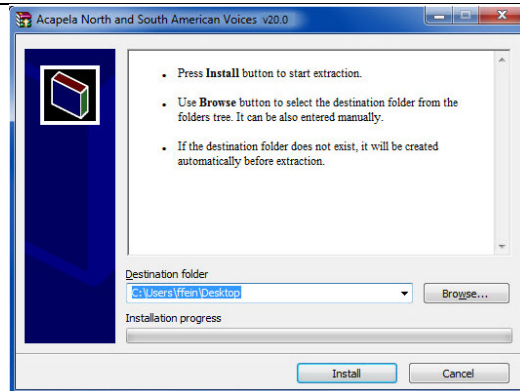 Acapela North and South American Voices v20.0
• Press Install button to start extraction.
• Use Browse button to select the destination folder from the
folders tree. It can be also entered manually.
• If the destination folder does not exist, it will be created
automatically before extraction.
Destination folder
C:\Users\ffein\Desktop
Browse...
Installation progress
Install
Cancel